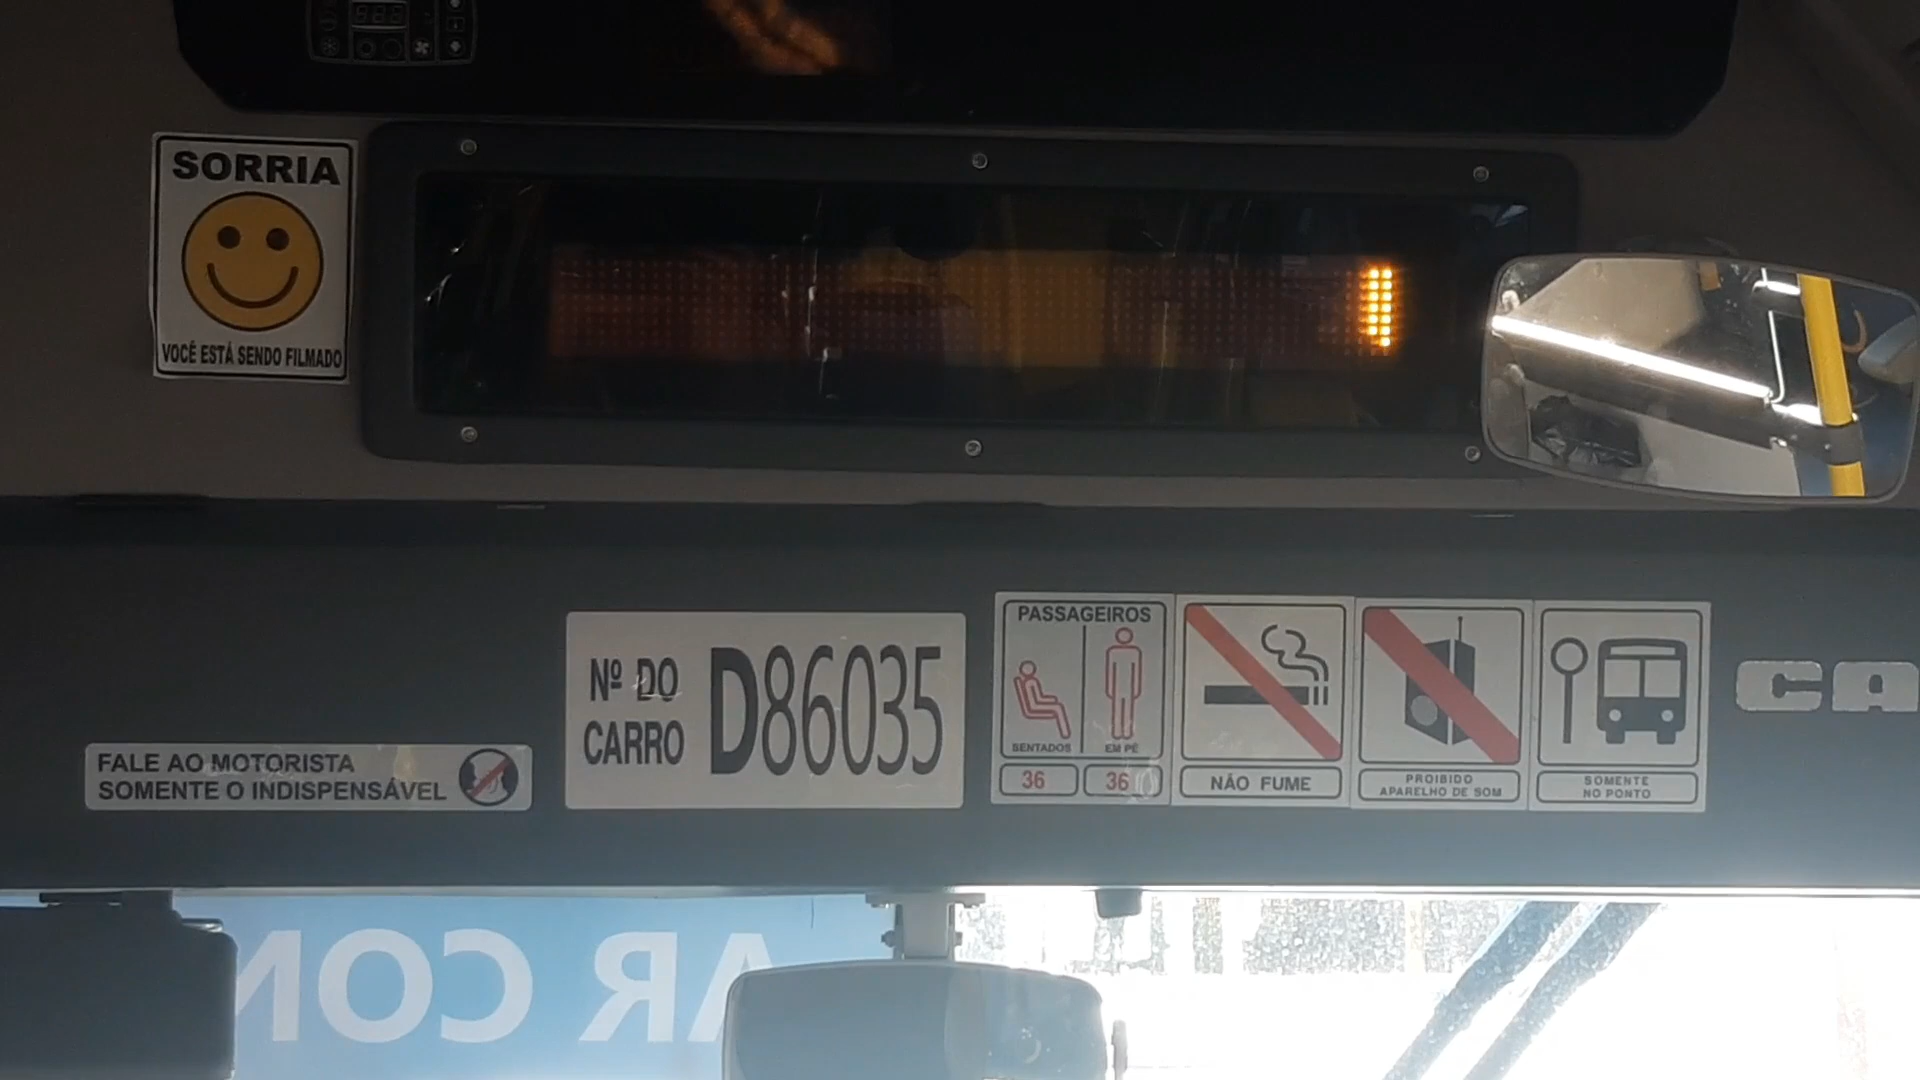 SORRIA
VOCÊ ESTÁ SENDO FILMADO
FALE AO MOTORISTA
SOMENTE O INDISPENSÁVEL
Nº DO
CARRO
D86035
PASSAGEIROS
SENTADOS
EM PÉ
36
36
NÃO FUME
PROIBIDO
APARELHO DE SOM
SOMENTE
NO PONTO
CA
AR CON